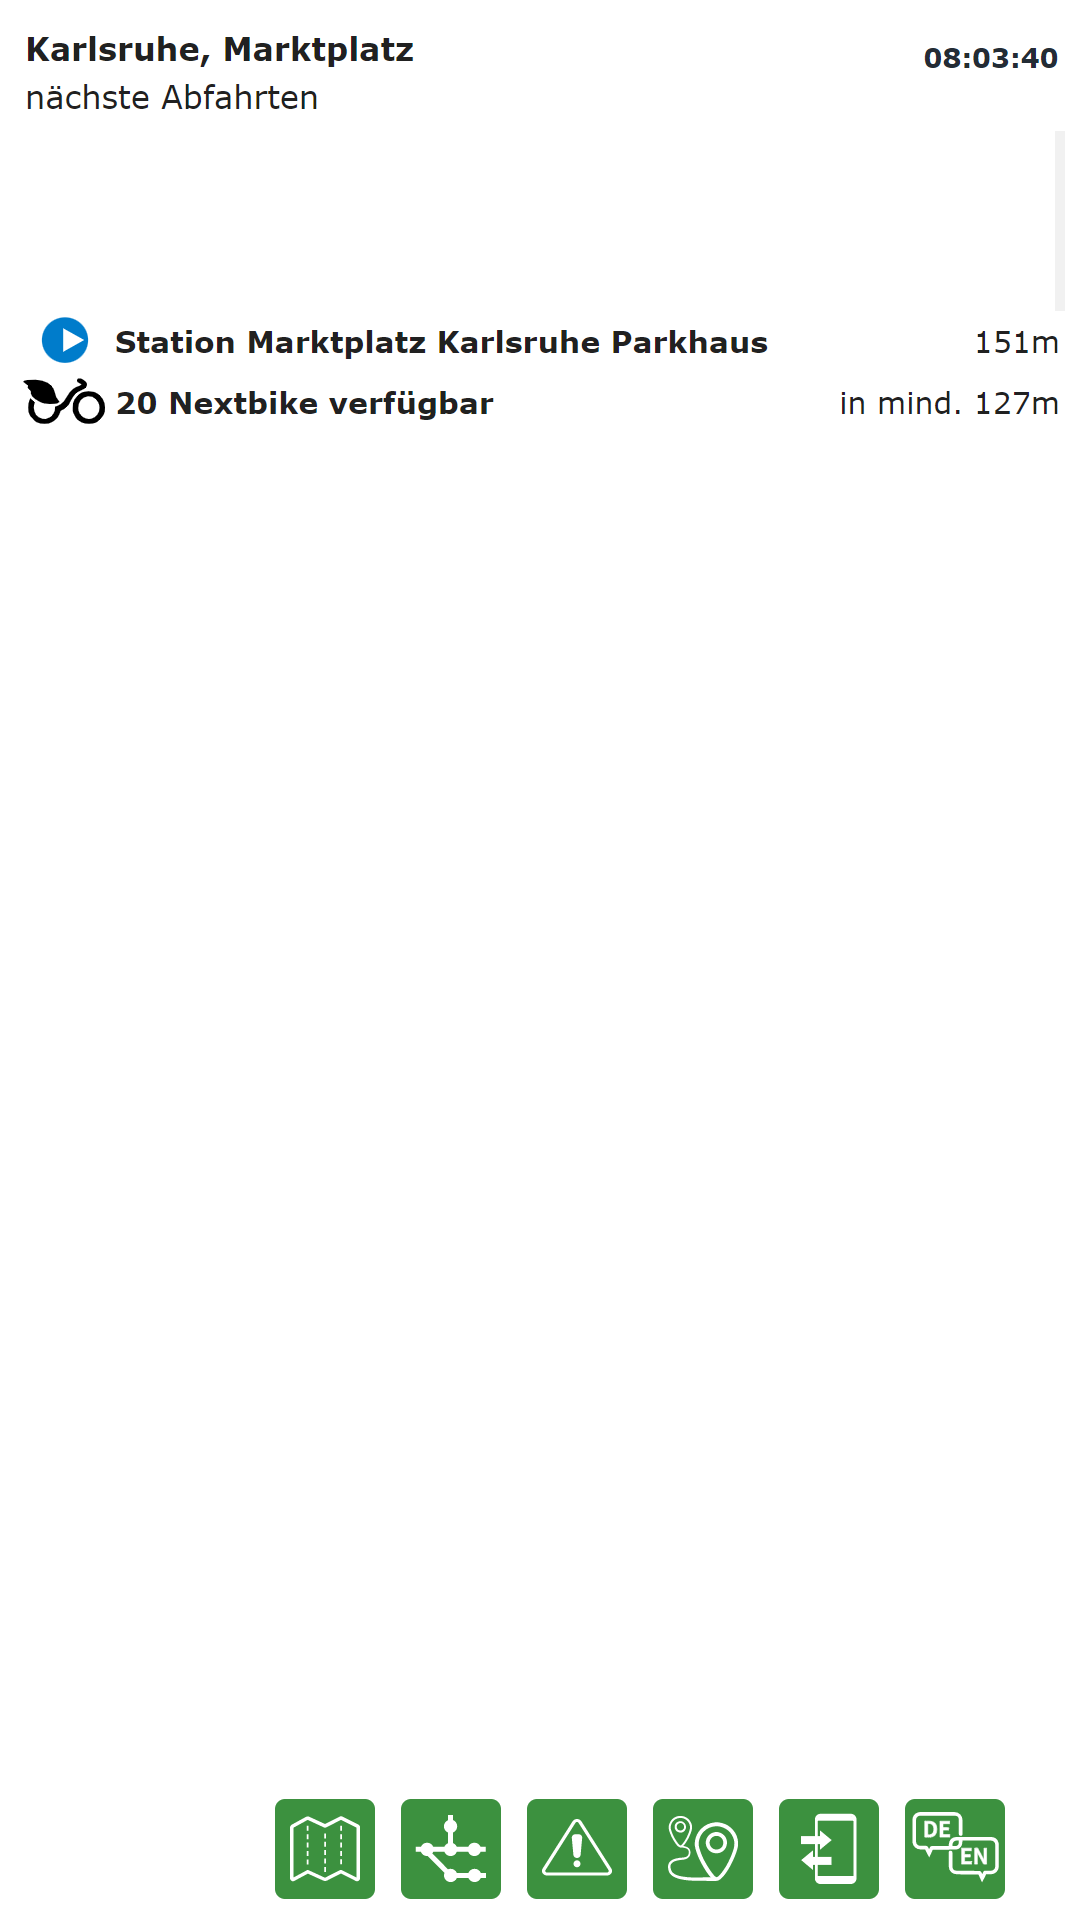 Karlsruhe, Marktplatz
08:03:40
nächste Abfahrten
Station Marktplatz Karlsruhe Parkhaus 151m
20 Nextbike verfügbar in mind. 127m
DE
EN